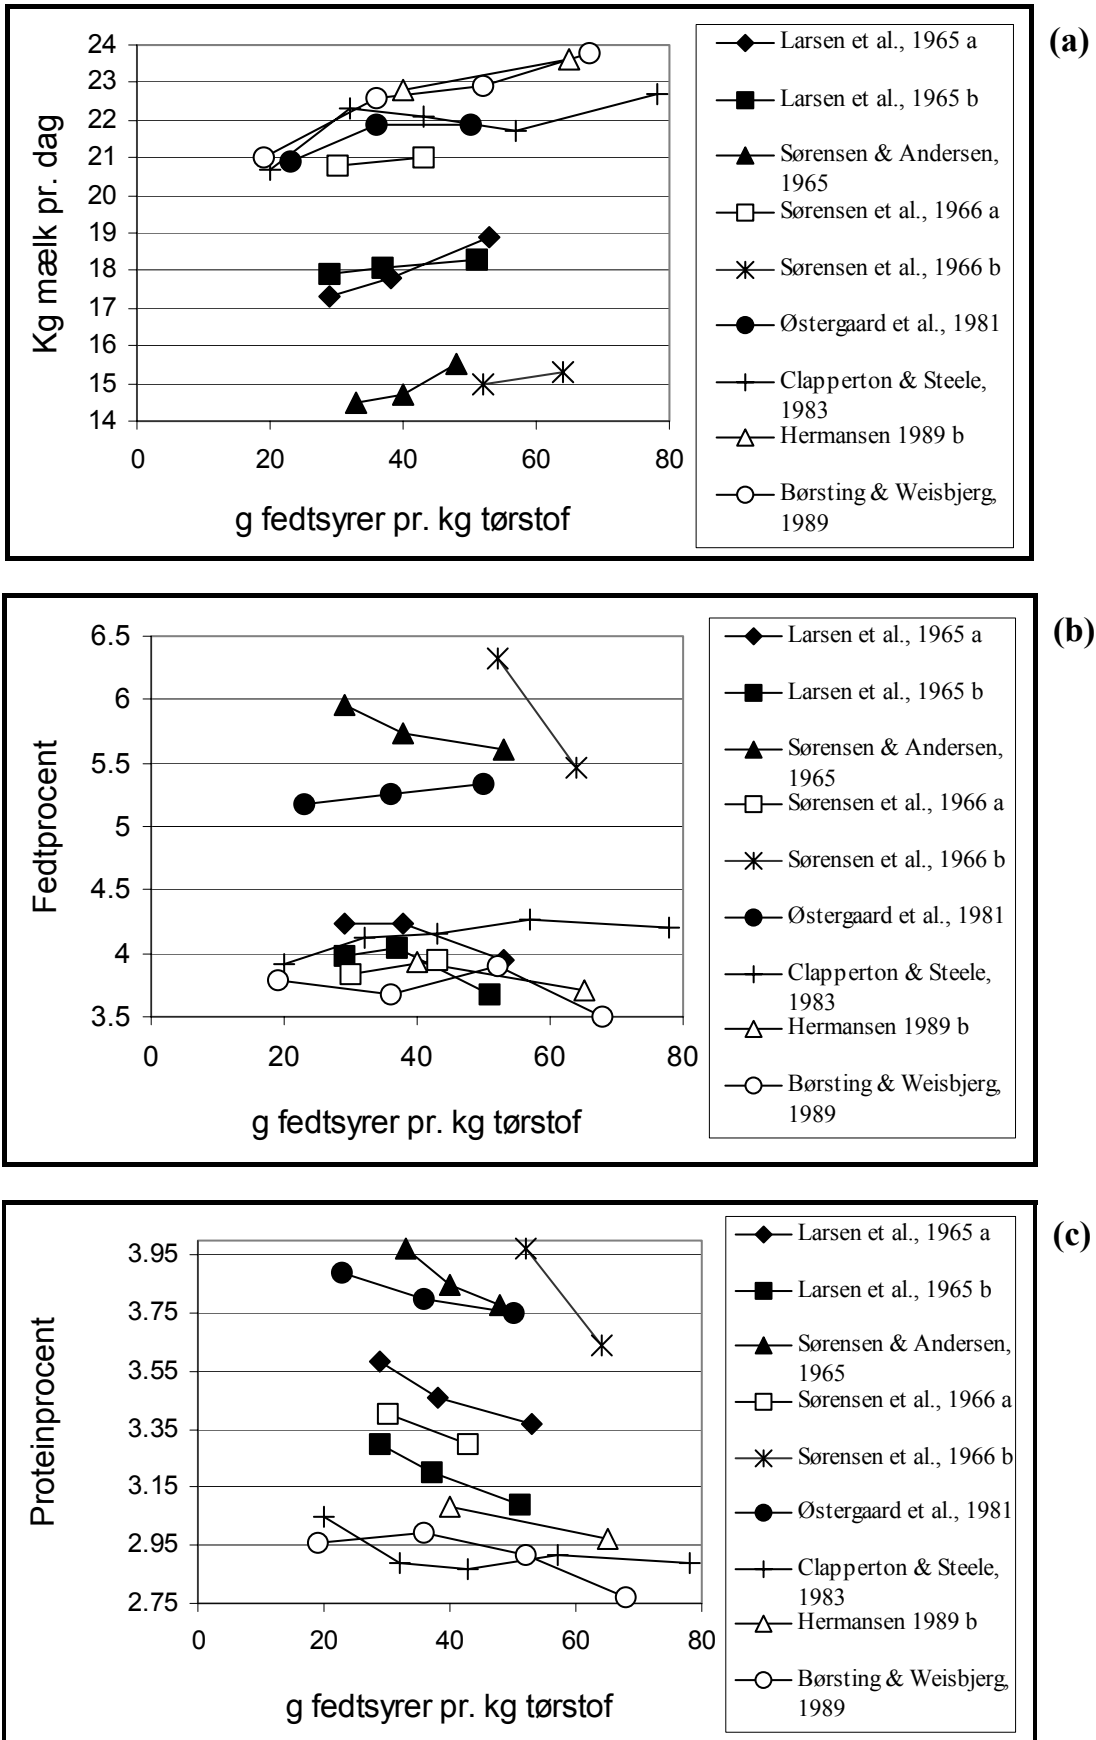 (a)
24
23
22
21
20
19
18
17
16
15
14
Kg mælk pr. dag
0 20 40 60 80
g fedtsyrer pr. kg tørstof
Larsen et al., 1965 a
Larsen et al., 1965 b
Sørensen & Andersen,
1965
Sørensen et al., 1966 a
Sørensen et al., 1966 b
Østergaard et al., 1981
Clapperton & Steele,
1983
Hermansen 1989 b
Børsting & Weisbjerg,
1989
(b)
6.5
6
5.5
5
4.5
4
3.5
Fedtprocent
0 20 40 60 80
g fedtsyrer pr. kg tørstof
Larsen et al., 1965 a
Larsen et al., 1965 b
Sørensen & Andersen,
1965
Sørensen et al., 1966 a
Sørensen et al., 1966 b
Østergaard et al., 1981
Clapperton & Steele,
1983
Hermansen 1989 b
Børsting & Weisbjerg,
1989
(c)
3.95
3.75
3.55
3.35
3.15
2.95
2.75
Proteinprocent
0 20 40 60 80
g fedtsyrer pr. kg tørstof
Larsen et al., 1965 a
Larsen et al., 1965 b
Sørensen & Andersen,
1965
Sørensen et al., 1966 a
Sørensen et al., 1966 b
Østergaard et al., 1981
Clapperton & Steele,
1983
Hermansen 1989 b
Børsting & Weisbjerg,
1989